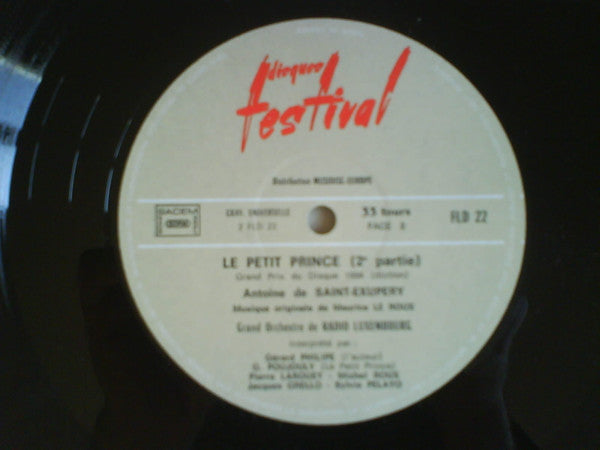 disques
festival
Distribution MUSIDISC-EUROPE
SACEM
GRAV. UNIVERSELLE
2 FLD 22
33 tours
FACE 2
FLD 22
LE PETIT PRINCE (2e partie)
Grand Prix du Disque 1954 (diction)
Antoine de SAINT-EXUPERY
Musique originale de Maurice LE ROUX
Grand Orchestre de RADIO LUXEMBOURG
interprété par :
Gérard PHILIPE (l'auteur)
G. POUJOULY (Le Petit Prince)
Pierre LARQUEY - Michel ROUX
Jacques GRELLO - Sylvie PELAYO